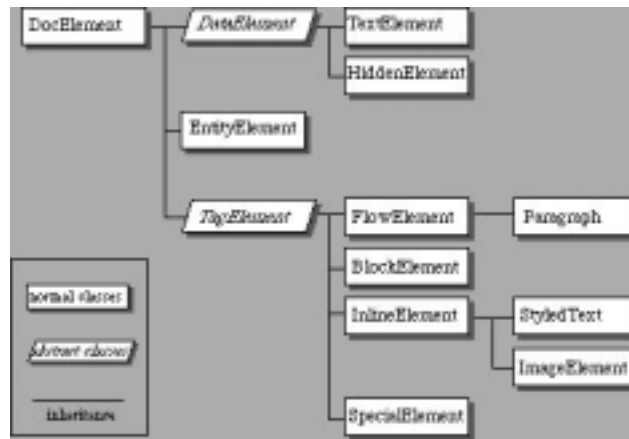 DocElement
DataElement
TextElement
HiddenElement
EntityElement
TagElement
FlowElement
Paragraph
BlockElement
InlineElement
StyledText
ImageElement
SpecialElement
normal classes
abstract classes
inheritance